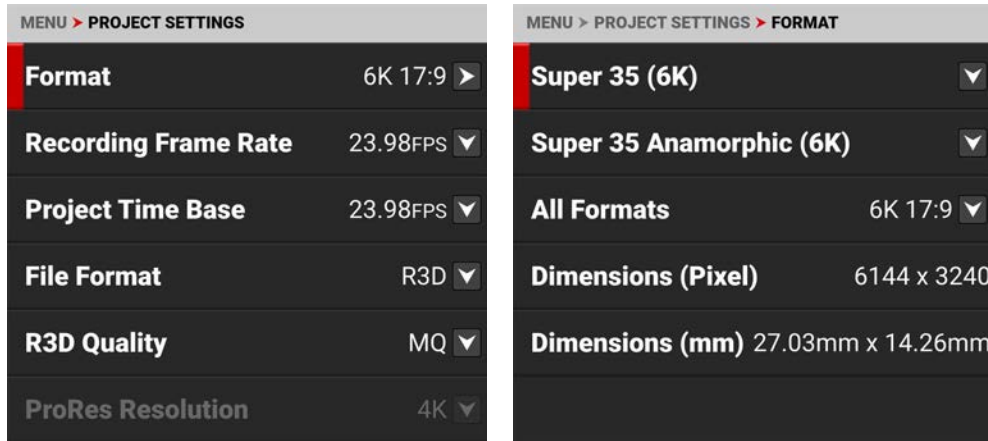 MENU > PROJECT SETTINGS
Format 6K 17:9 >
Recording Frame Rate 23.98FPS
Project Time Base 23.98FPS
File Format R3D
R3D Quality MQ
ProRes Resolution 4K
MENU > PROJECT SETTINGS > FORMAT
Super 35 (6K)
Super 35 Anamorphic (6K)
All Formats 6K 17:9
Dimensions (Pixel) 6144 x 3240
Dimensions (mm) 27.03mm x 14.26mm